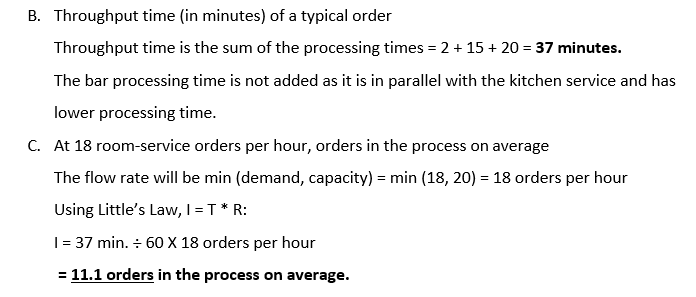 B. Throughput time (in minutes) of a typical order
Throughput time is the sum of the processing times = 2 + 15 + 20 = 37 minutes.
The bar processing time is not added as it is in parallel with the kitchen service and has
lower processing time.
C. At 18 room-service orders per hour, orders in the process on average
The flow rate will be min (demand, capacity) = min (18, 20) = 18 orders per hour
Using Little’s Law, I = T * R:
I = 37 min. ÷ 60 X 18 orders per hour
= 11.1 orders in the process on average.